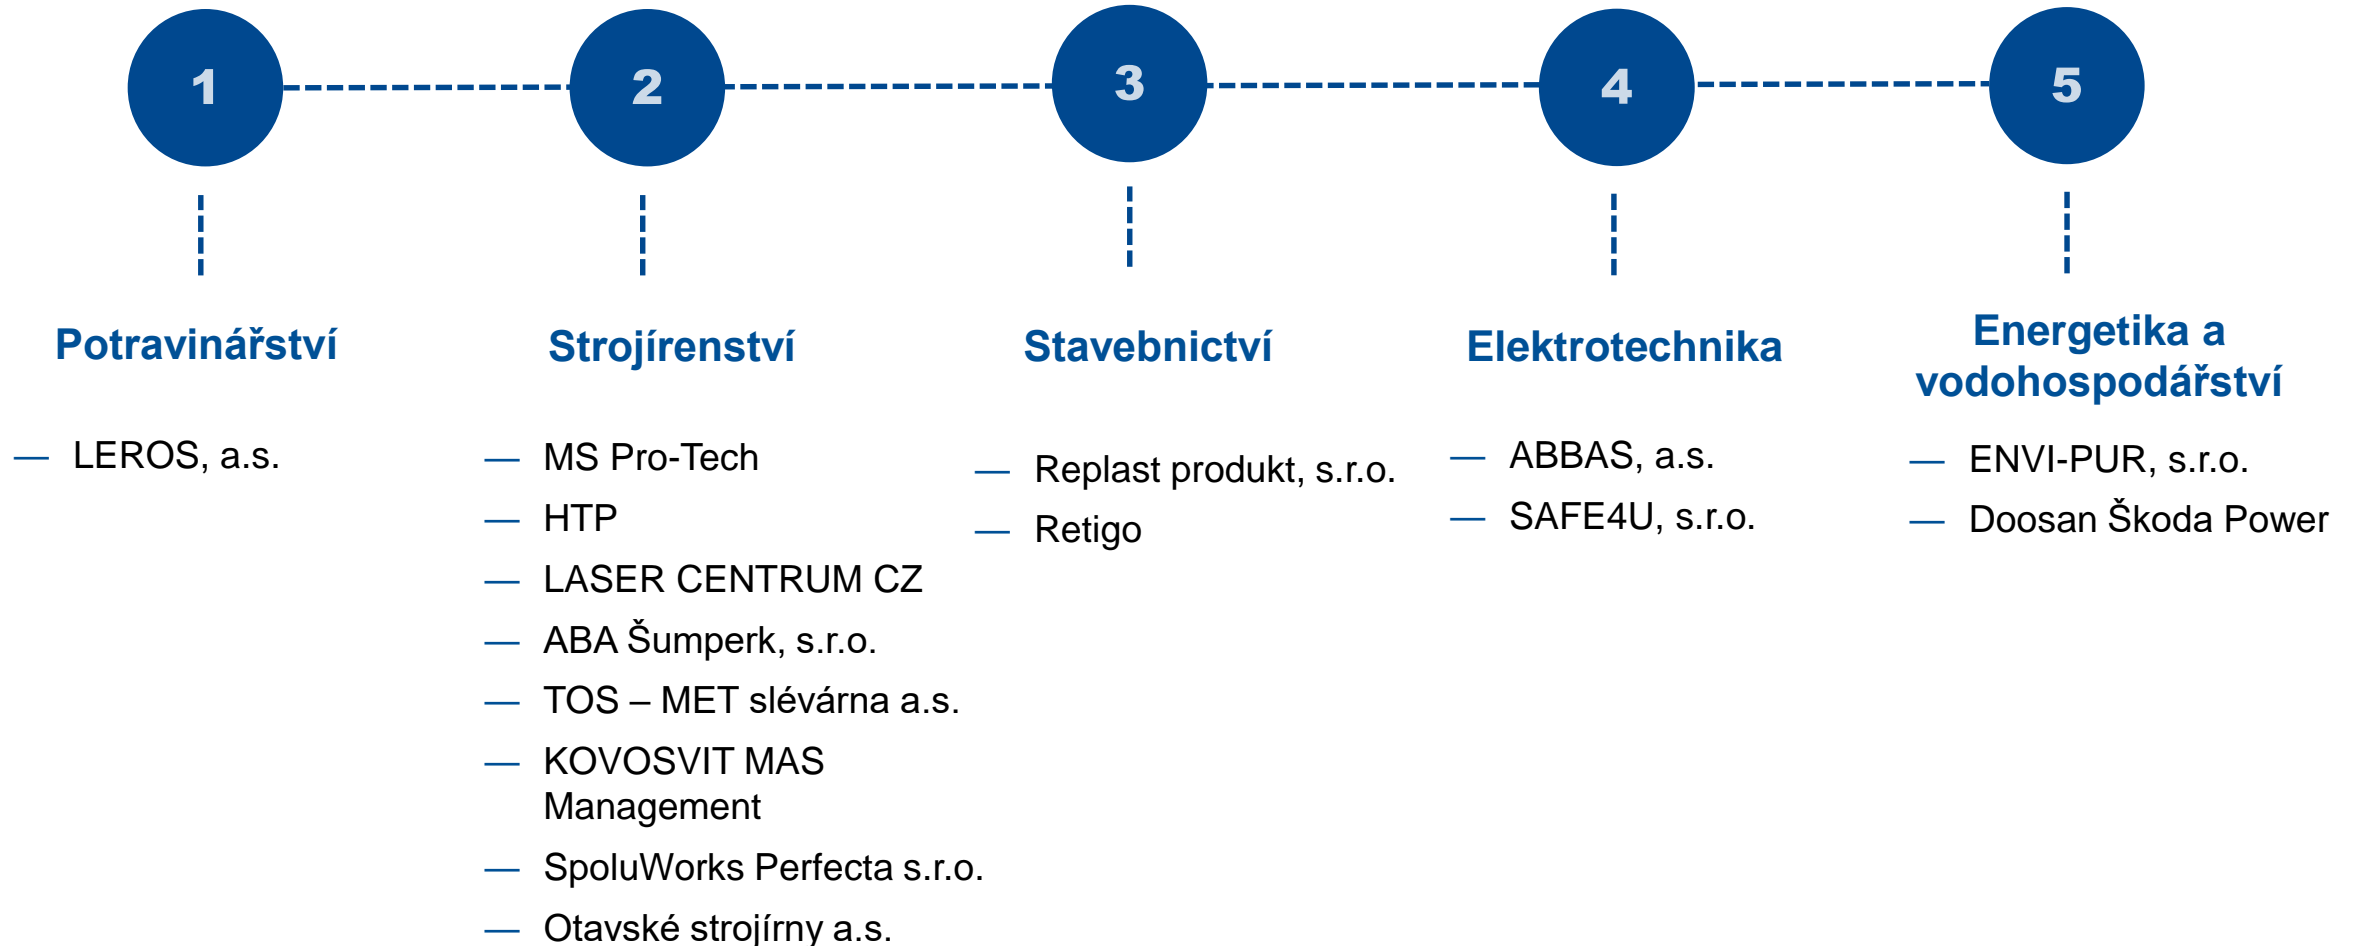 1
2
3
4
5
Potravinářství
— LEROS, a.s.
Strojírenství
— MS Pro-Tech
— HTP
— LASER CENTRUM CZ
— ABA Šumperk, s.r.o.
— TOS – MET slévárna a.s.
— KOVOSVIT MAS
Management
— SpoluWorks Perfecta s.r.o.
— Otavské strojírny a.s.
Stavebnictví
— Replast produkt, s.r.o.
— Retigo
Elektrotechnika
— ABBAS, a.s.
— SAFE4U, s.r.o.
Energetika a
vodohospodářství
— ENVI-PUR, s.r.o.
— Doosan Škoda Power